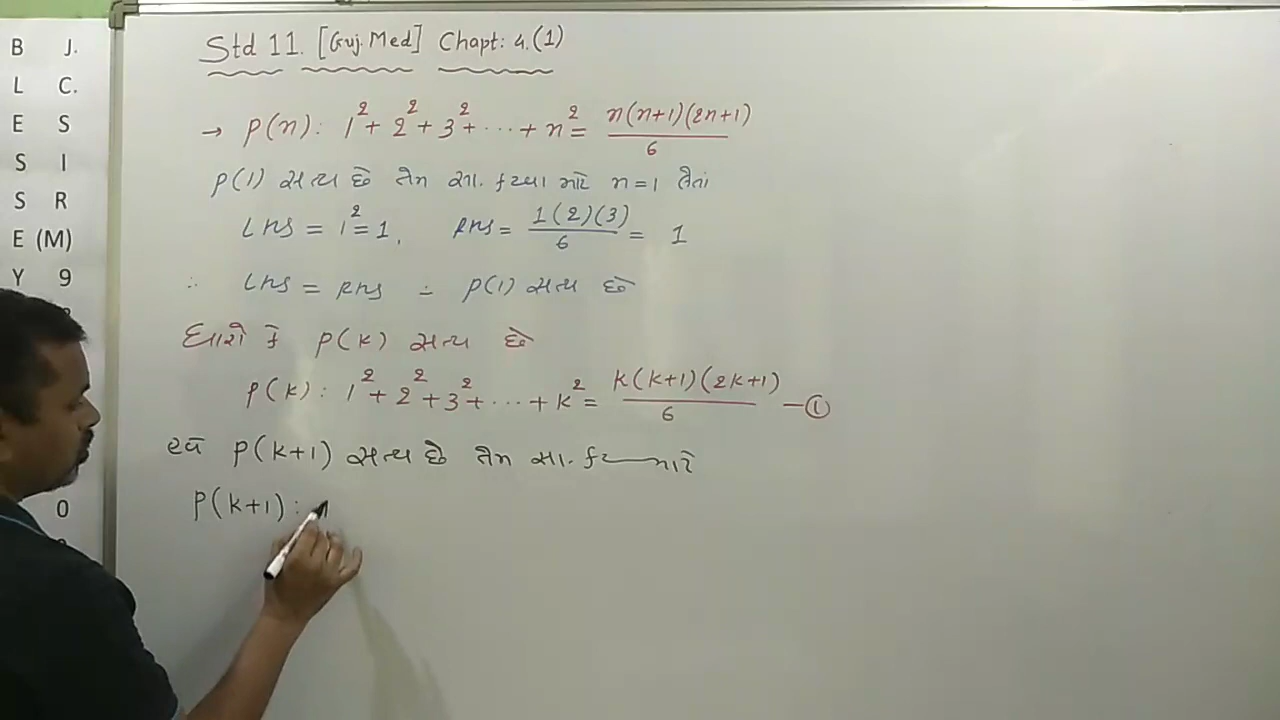 Std 11. [Guj. Med] Chapt: 4.(1)
→ P(n): 1² + 2² + 3² + ... + n² = n(n+1)(2n+1)/6
P(1) સત્ય છે તેમ સા. કરવા માટે n=1 લેતાં
LHS = 1² = 1, RHS = 1(2)(3)/6 = 1
∴ LHS = RHS ∴ P(1) સત્ય છે
ધારો કે P(k) સત્ય છે
P(k): 1² + 2² + 3² + ... + k² = k(k+1)(2k+1)/6 — ①
હવે P(k+1) સત્ય છે તેમ સા. કરવા માટે
P(k+1):
B J.
L C.
E S
S I
S R
E (M)
Y 9
0